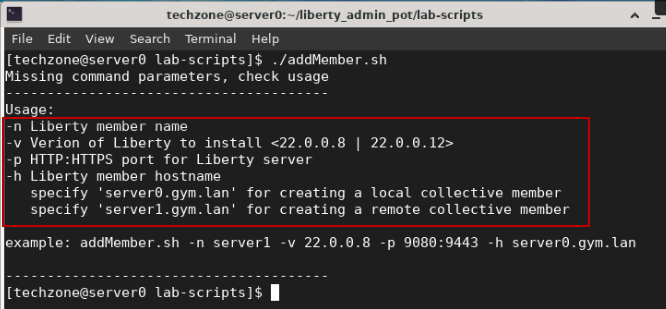 techzone@server0:~/liberty_admin_pot/lab-scripts
File Edit View Search Terminal Help
[techzone@server0 lab-scripts]$ ./addMember.sh
Missing command parameters, check usage
---------------------------------------
Usage:
-n Liberty member name
-v Verion of Liberty to install <22.0.0.8 | 22.0.0.12>
-p HTTP:HTTPS port for Liberty server
-h Liberty member hostname
   specify 'server0.gym.lan' for creating a local collective member
   specify 'server1.gym.lan' for creating a remote collective member
example: addMember.sh -n server1 -v 22.0.0.8 -p 9080:9443 -h server0.gym.lan
---------------------------------------
[techzone@server0 lab-scripts]$